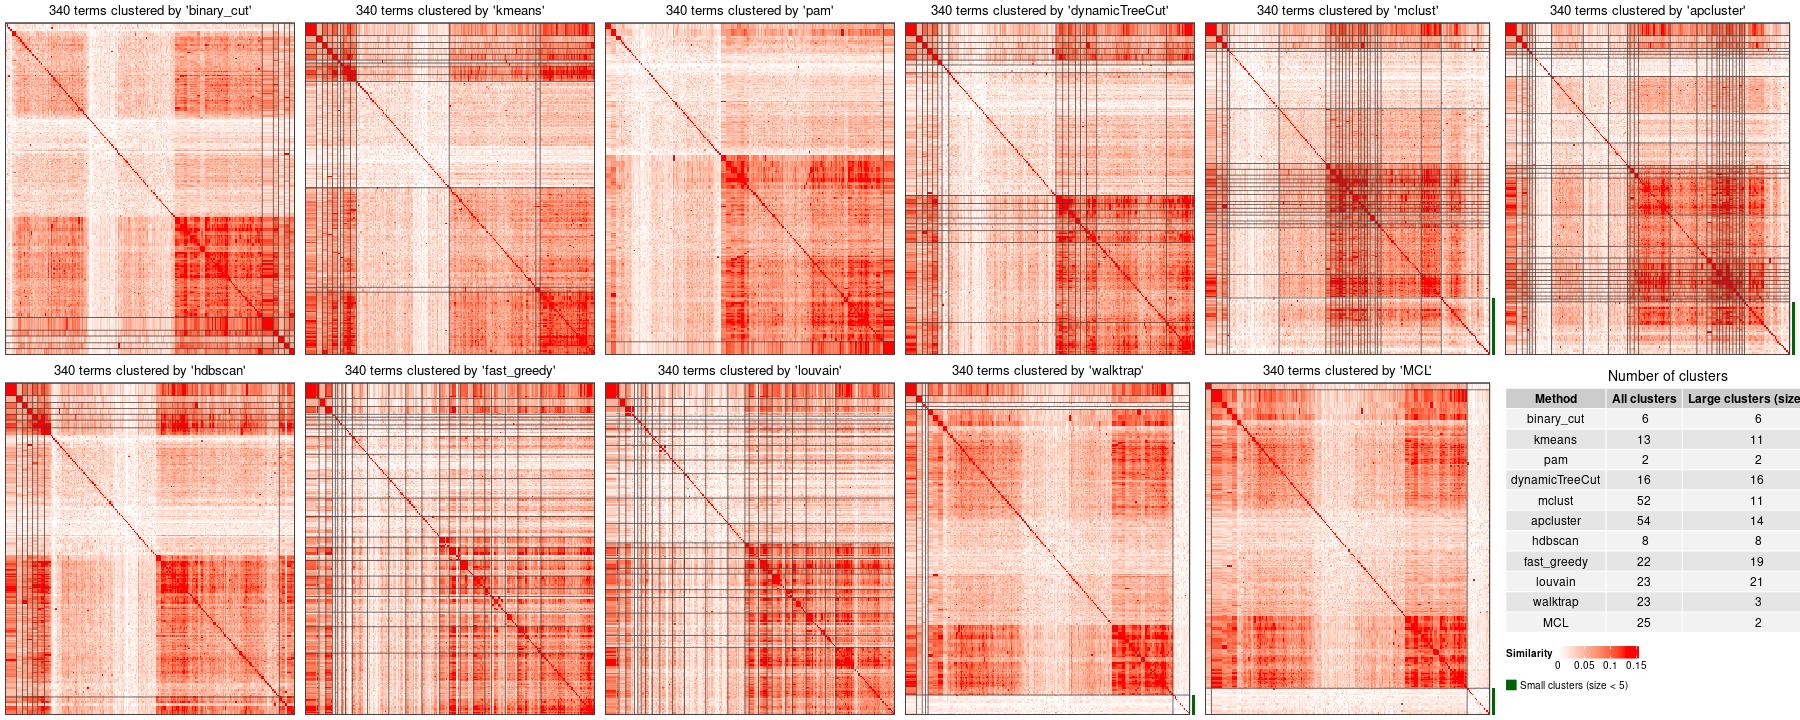 340 terms clustered by 'binary_cut'
340 terms clustered by 'kmeans'
340 terms clustered by 'pam'
340 terms clustered by 'dynamicTreeCut'
340 terms clustered by 'mclust'
340 terms clustered by 'apcluster'
340 terms clustered by 'hdbscan'
340 terms clustered by 'fast_greedy'
340 terms clustered by 'louvain'
340 terms clustered by 'walktrap'
340 terms clustered by 'MCL'
Number of clusters
Method All clusters Large clusters (size
binary_cut 6 6
kmeans 13 11
pam 2 2
dynamicTreeCut 16 16
mclust 52 11
apcluster 54 14
hdbscan 8 8
fast_greedy 22 19
louvain 23 21
walktrap 23 3
MCL 25 2
Similarity
0 0.05 0.1 0.15
Small clusters (size < 5)